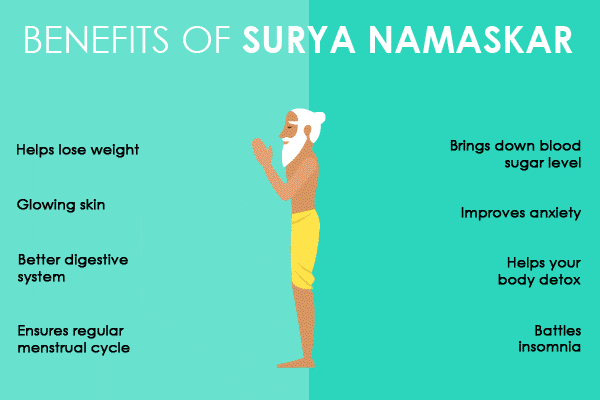 BENEFITS OF SURYA NAMASKAR
Helps lose weight
Glowing skin
Better digestive
system
Ensures regular
menstrual cycle
Brings down blood
sugar level
Improves anxiety
Helps your
body detox
Battles
insomnia